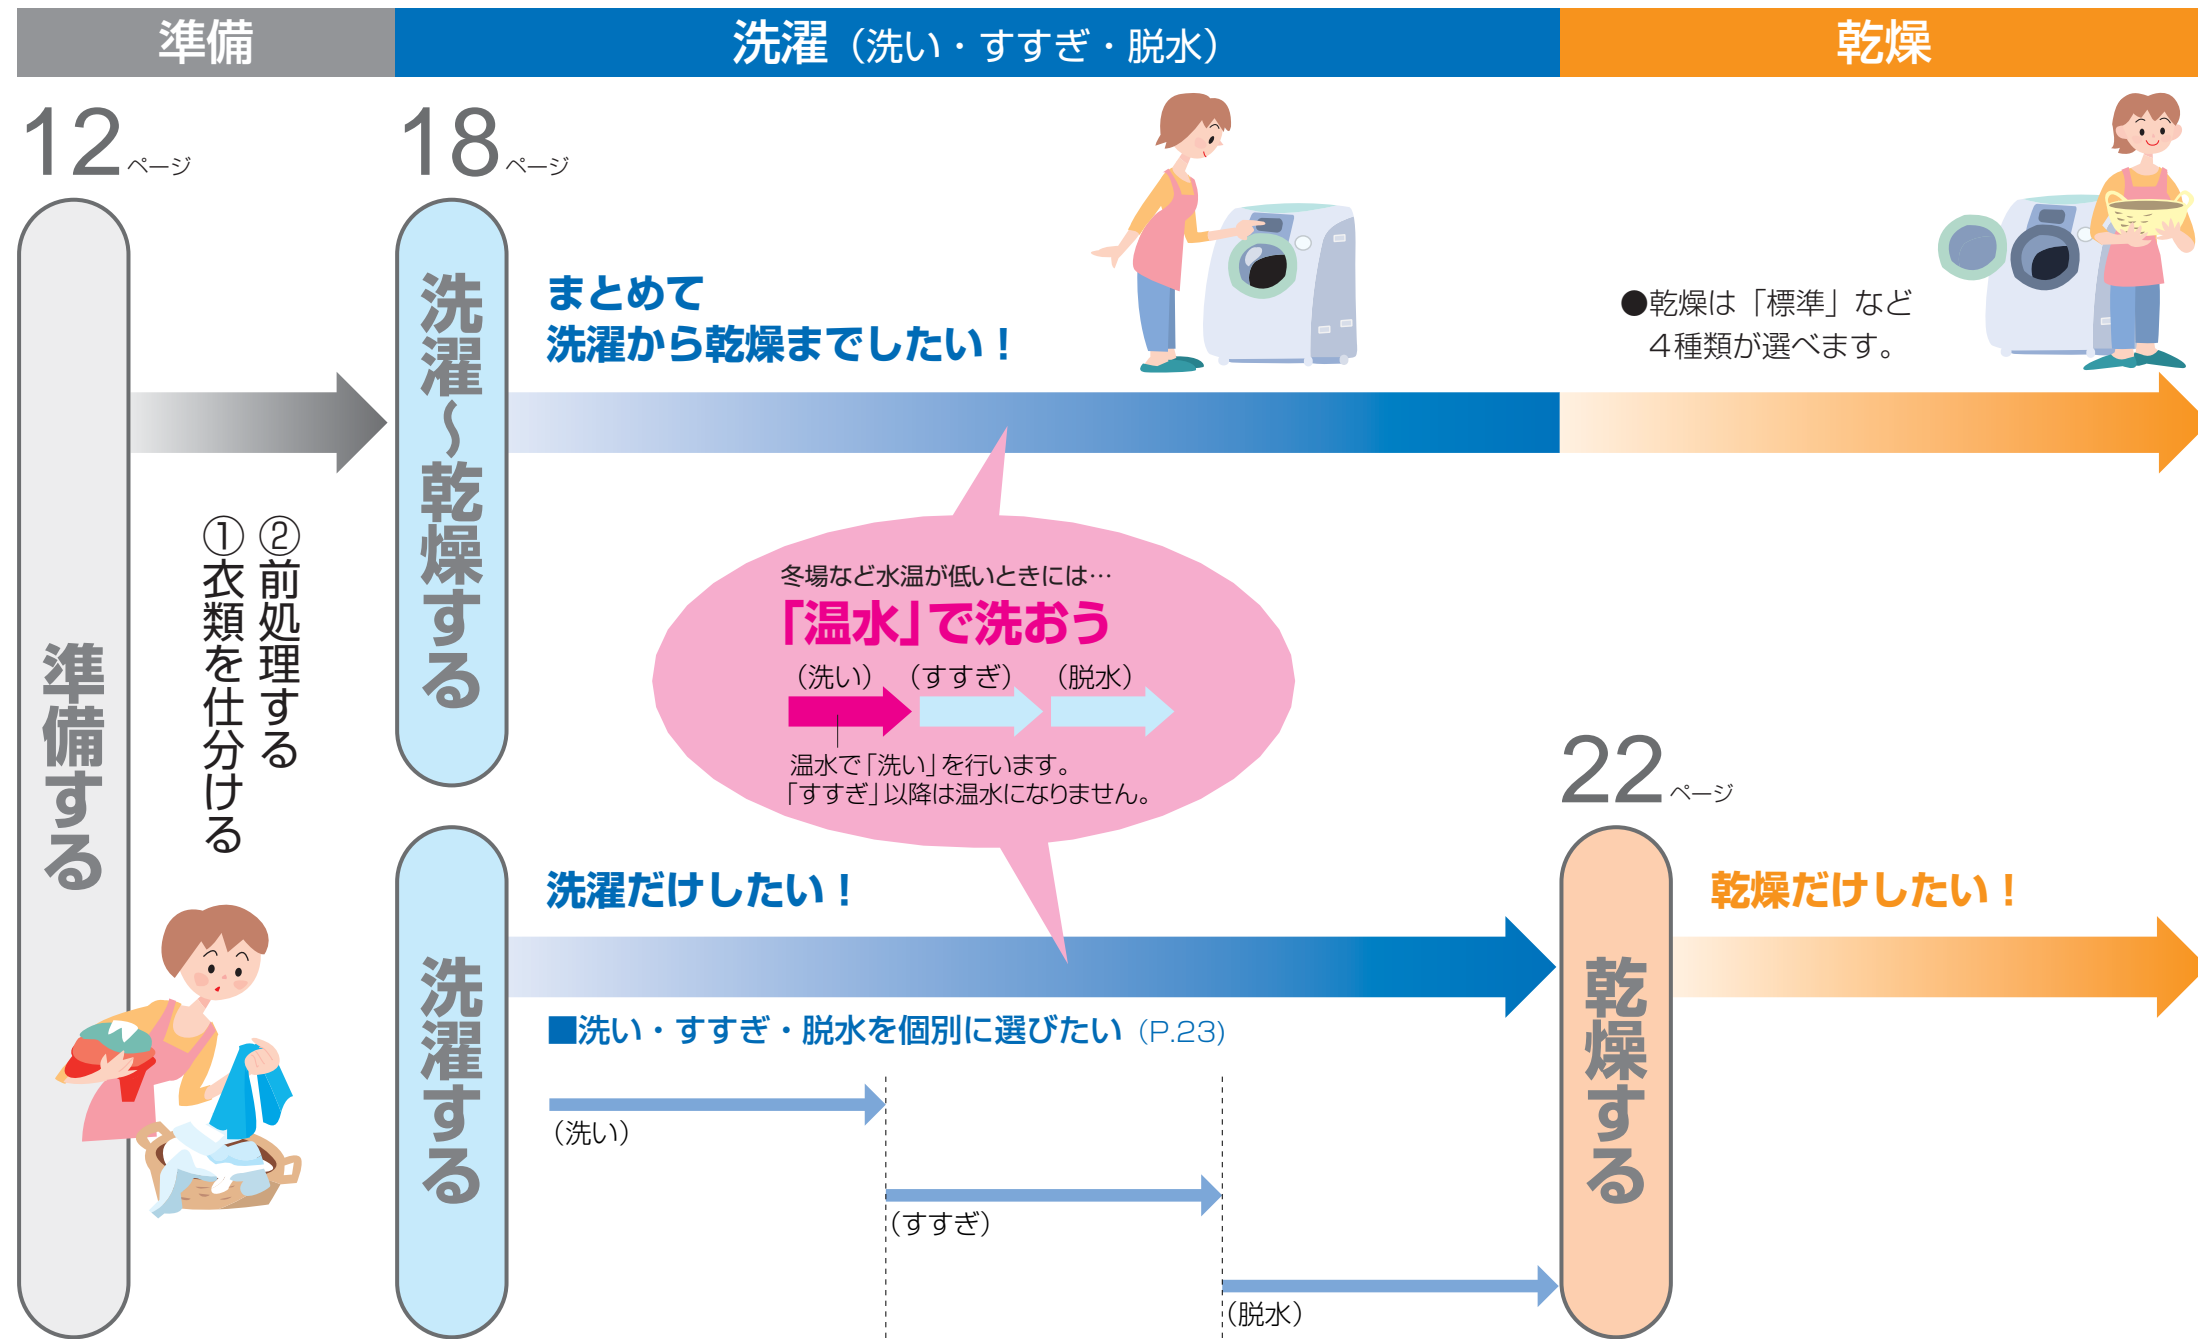 準備
洗濯（洗い・すすぎ・脱水）
乾燥
12ページ
準備する
①衣類を仕分ける
②前処理する
18ページ
洗濯～乾燥する
まとめて
洗濯から乾燥までしたい！
●乾燥は「標準」など
4種類が選べます。
冬場など水温が低いときには…
「温水」で洗おう
（洗い）（すすぎ）（脱水）
温水で「洗い」を行います。
「すすぎ」以降は温水になりません。
洗濯する
洗濯だけしたい！
■洗い・すすぎ・脱水を個別に選びたい（P.23）
（洗い）
（すすぎ）
（脱水）
22ページ
乾燥する
乾燥だけしたい！